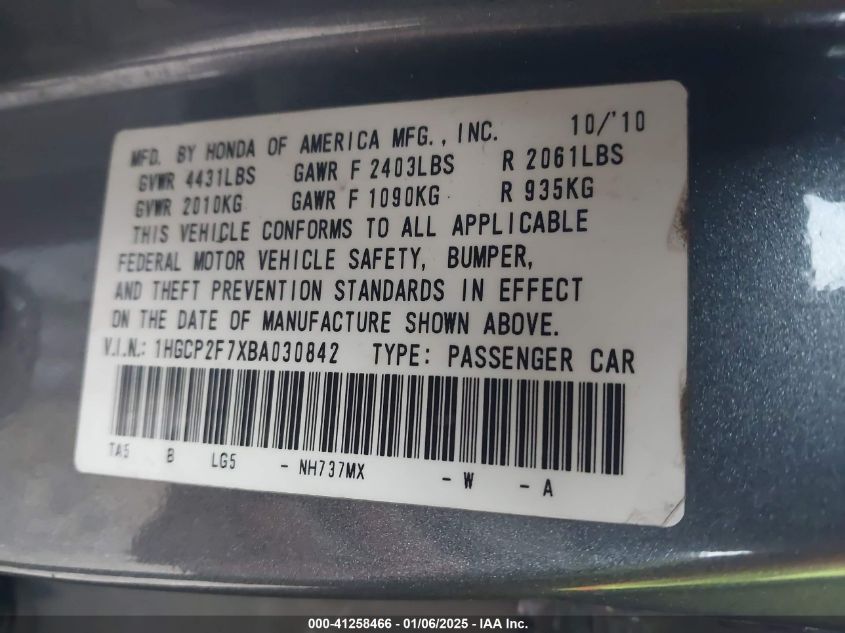 MFD. BY HONDA OF AMERICA MFG., INC. 10/'10
GVWR 4431LBS GAWR F 2403LBS R 2061LBS
GVWR 2010KG GAWR F 1090KG R 935KG
THIS VEHICLE CONFORMS TO ALL APPLICABLE
FEDERAL MOTOR VEHICLE SAFETY, BUMPER,
AND THEFT PREVENTION STANDARDS IN EFFECT
ON THE DATE OF MANUFACTURE SHOWN ABOVE.
V.I.N.: 1HGCP2F7XBA030842 TYPE: PASSENGER CAR
TA5 B LG5 - NH737MX - W - A
000-41258466 - 01/06/2025 - IAA Inc.